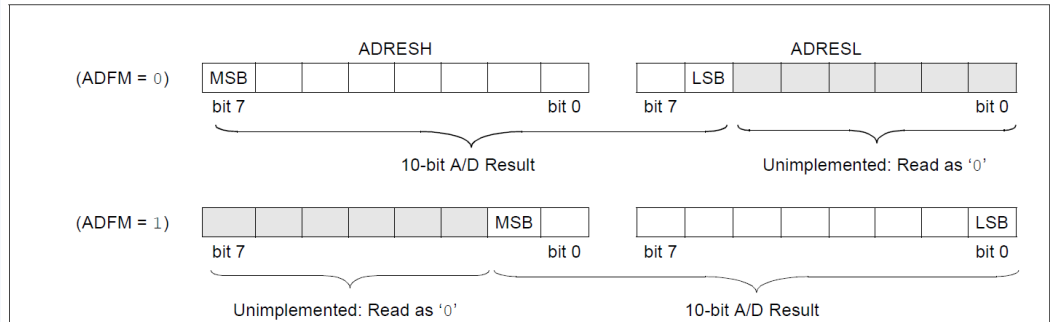 ADRESH ADRESL
(ADFM = 0) MSB LSB
bit 7 bit 0 bit 7 bit 0
10-bit A/D Result Unimplemented: Read as ‘0’
(ADFM = 1) MSB LSB
bit 7 bit 0 bit 7 bit 0
Unimplemented: Read as ‘0’ 10-bit A/D Result